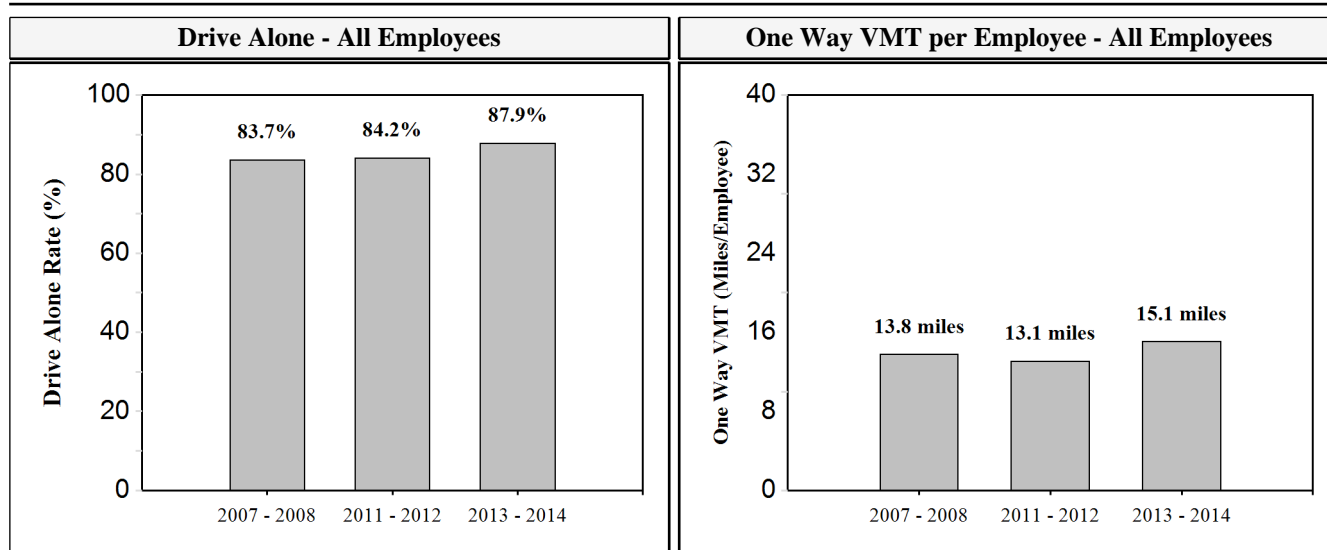 Drive Alone - All Employees
Drive Alone Rate (%)
100
80
60
40
20
0
83.7%
84.2%
87.9%
2007 - 2008
2011 - 2012
2013 - 2014
One Way VMT per Employee - All Employees
One Way VMT (Miles/Employee)
40
32
24
16
8
0
13.8 miles
13.1 miles
15.1 miles
2007 - 2008
2011 - 2012
2013 - 2014